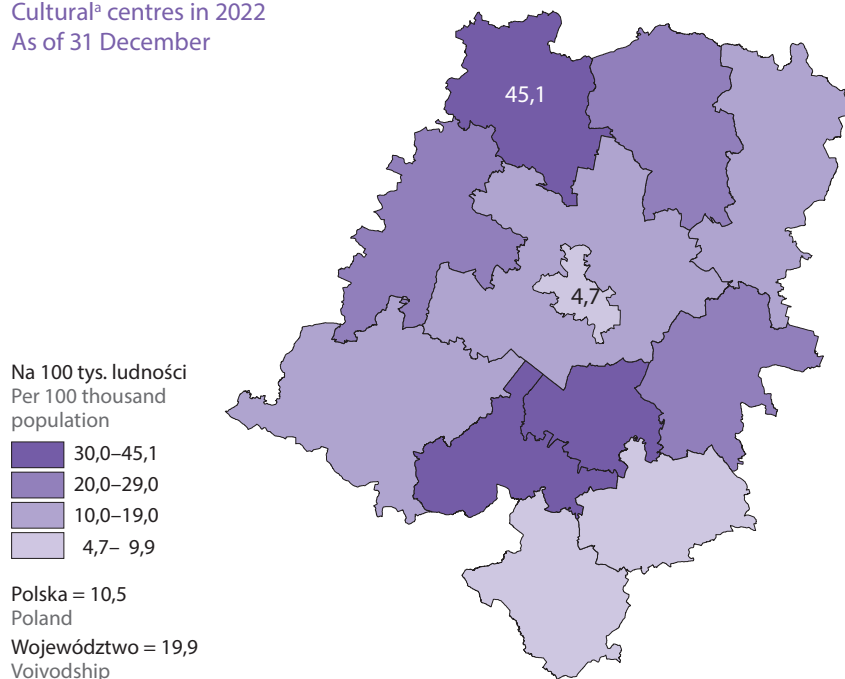 Culturalᵃ centres in 2022
As of 31 December
45,1
4,7
Na 100 tys. ludności
Per 100 thousand
population
30,0–45,1
20,0–29,0
10,0–19,0
4,7– 9,9
Polska = 10,5
Poland
Województwo = 19,9
Voivodship